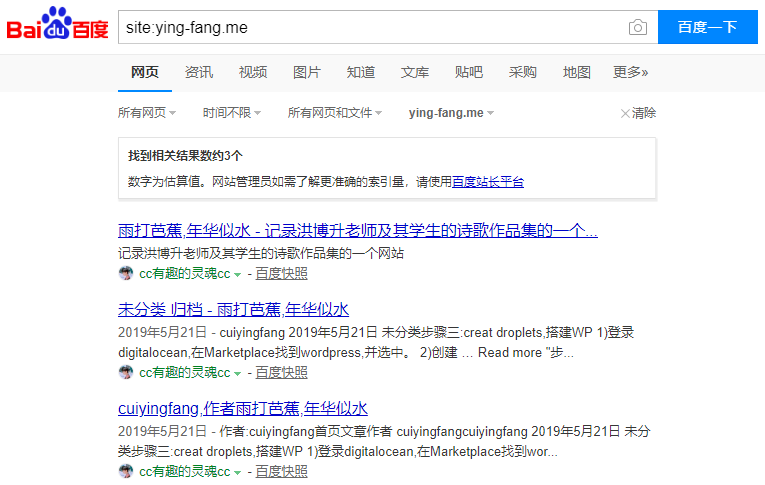 Bai du 百度 site:ying-fang.me 百度一下
网页 资讯 视频 图片 知道 文库 贴吧 采购 地图 更多»
所有网页 时间不限 所有网页和文件 ying-fang.me 清除
找到相关结果数约3个
数字为估算值。网站管理员如需了解更准确的索引量，请使用百度站长平台
雨打芭蕉,年华似水 - 记录洪博升老师及其学生的诗歌作品集的一个...
记录洪博升老师及其学生的诗歌作品集的一个网站
cc有趣的灵魂cc - 百度快照
未分类 归档 - 雨打芭蕉,年华似水
2019年5月21日 - cuiyingfang 2019年5月21日 未分类步骤三:creat droplets,搭建WP 1)登录
digitalocean,在Marketplace找到wordpress,并选中。 2)创建 … Read more "步...
cc有趣的灵魂cc - 百度快照
cuiyingfang,作者雨打芭蕉,年华似水
2019年5月21日 - 作者:cuiyingfang首页文章作者 cuiyingfangcuiyingfang 2019年5月21日 未分
类步骤三:creat droplets,搭建WP 1)登录digitalocean,在Marketplace找到wor...
cc有趣的灵魂cc - 百度快照